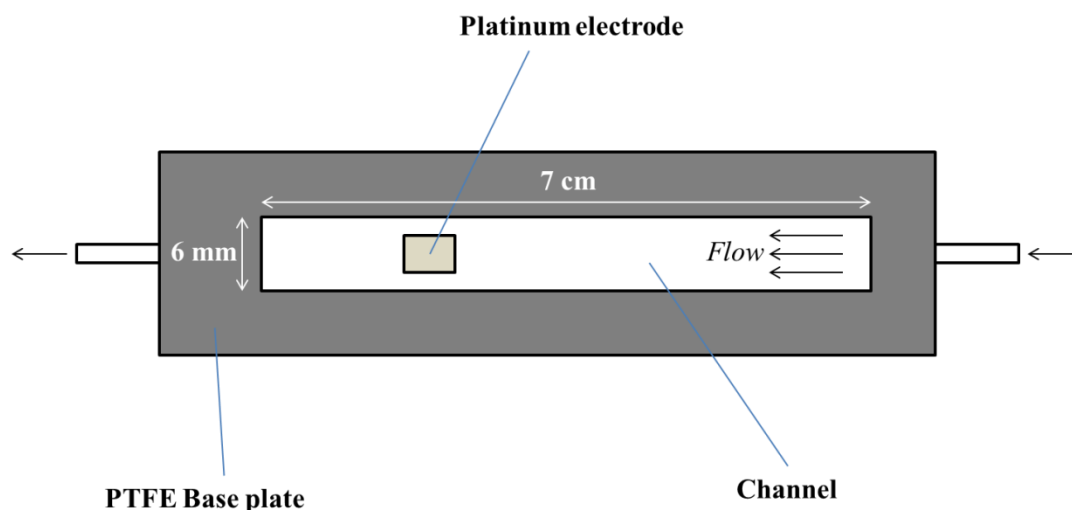 Platinum electrode
7 cm
6 mm
Flow
Channel
PTFE Base plate